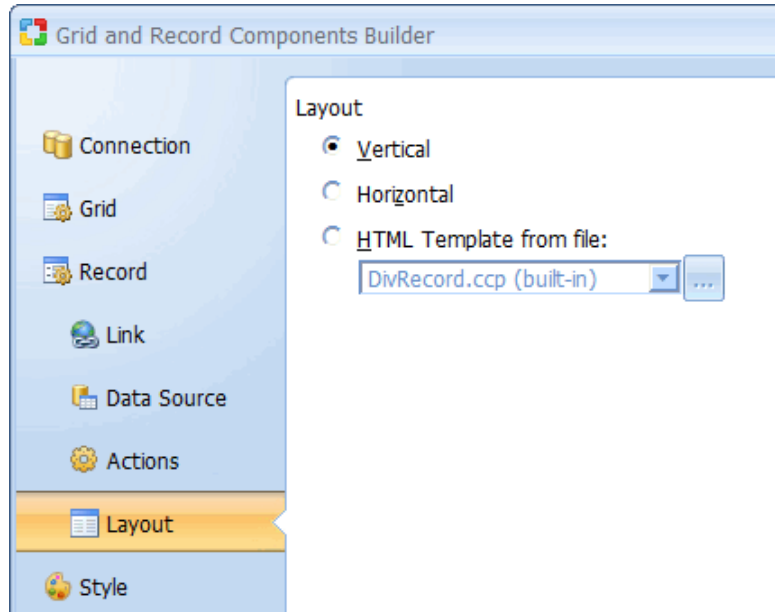 Grid and Record Components Builder
Connection
Grid
Record
Link
Data Source
Actions
Layout
Style
Layout
Vertical
Horizontal
HTML Template from file:
DivRecord.ccp (built-in)
...